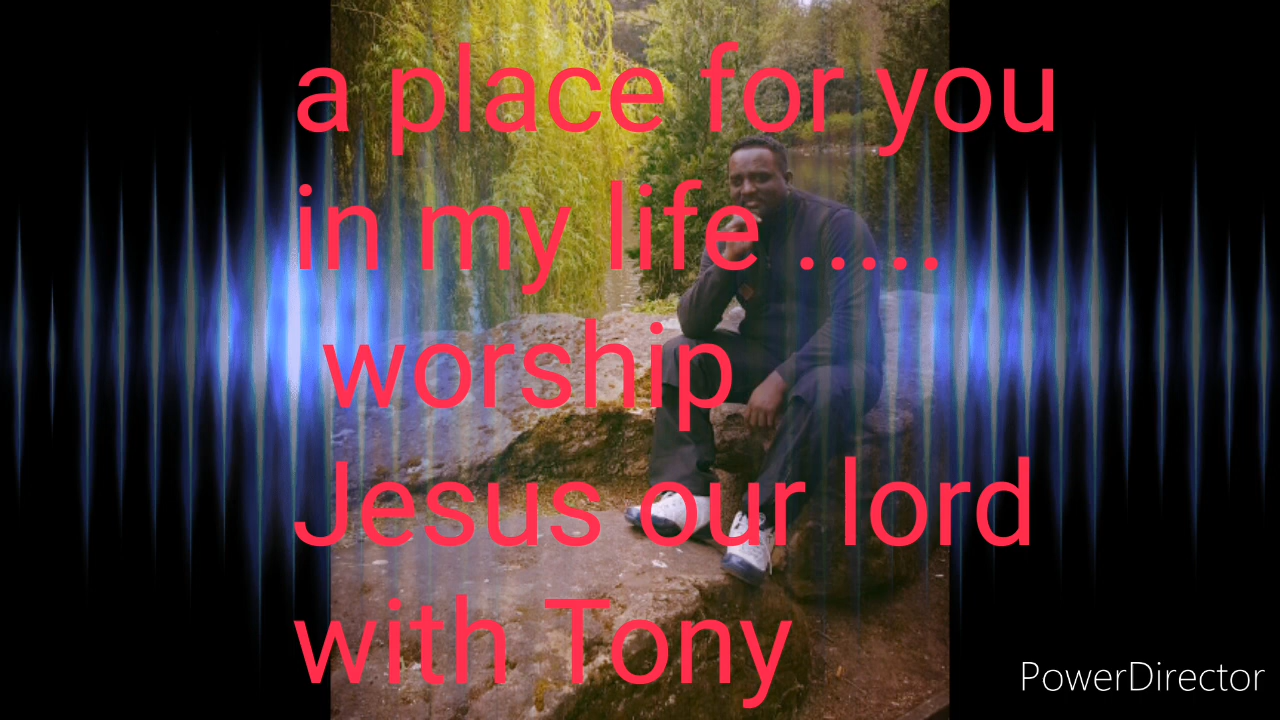 a place for you
in my life .....
worship
Jesus our lord
with Tony
PowerDirector